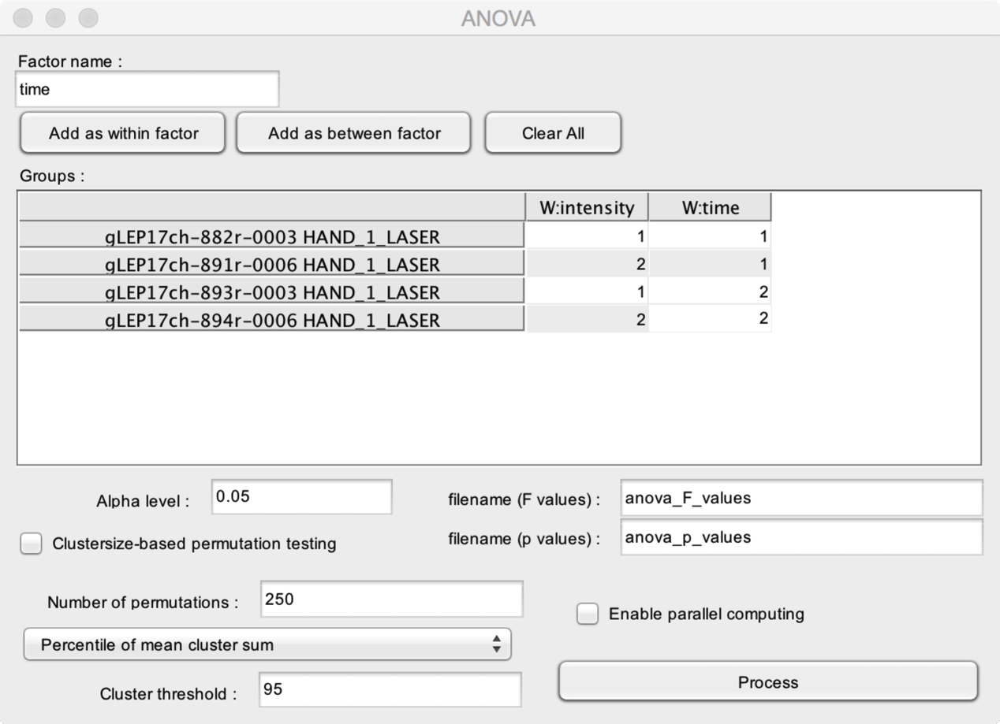 ANOVA
Factor name :
time
Add as within factor Add as between factor Clear All
Groups :
W:intensity W:time
gLEP17ch-882r-0003 HAND_1_LASER 1 1
gLEP17ch-891r-0006 HAND_1_LASER 2 1
gLEP17ch-893r-0003 HAND_1_LASER 1 2
gLEP17ch-894r-0006 HAND_1_LASER 2 2
Alpha level : 0.05 filename (F values) : anova_F_values
Clustersize-based permutation testing filename (p values) : anova_p_values
Number of permutations : 250
Enable parallel computing
Percentile of mean cluster sum
Cluster threshold : 95
Process